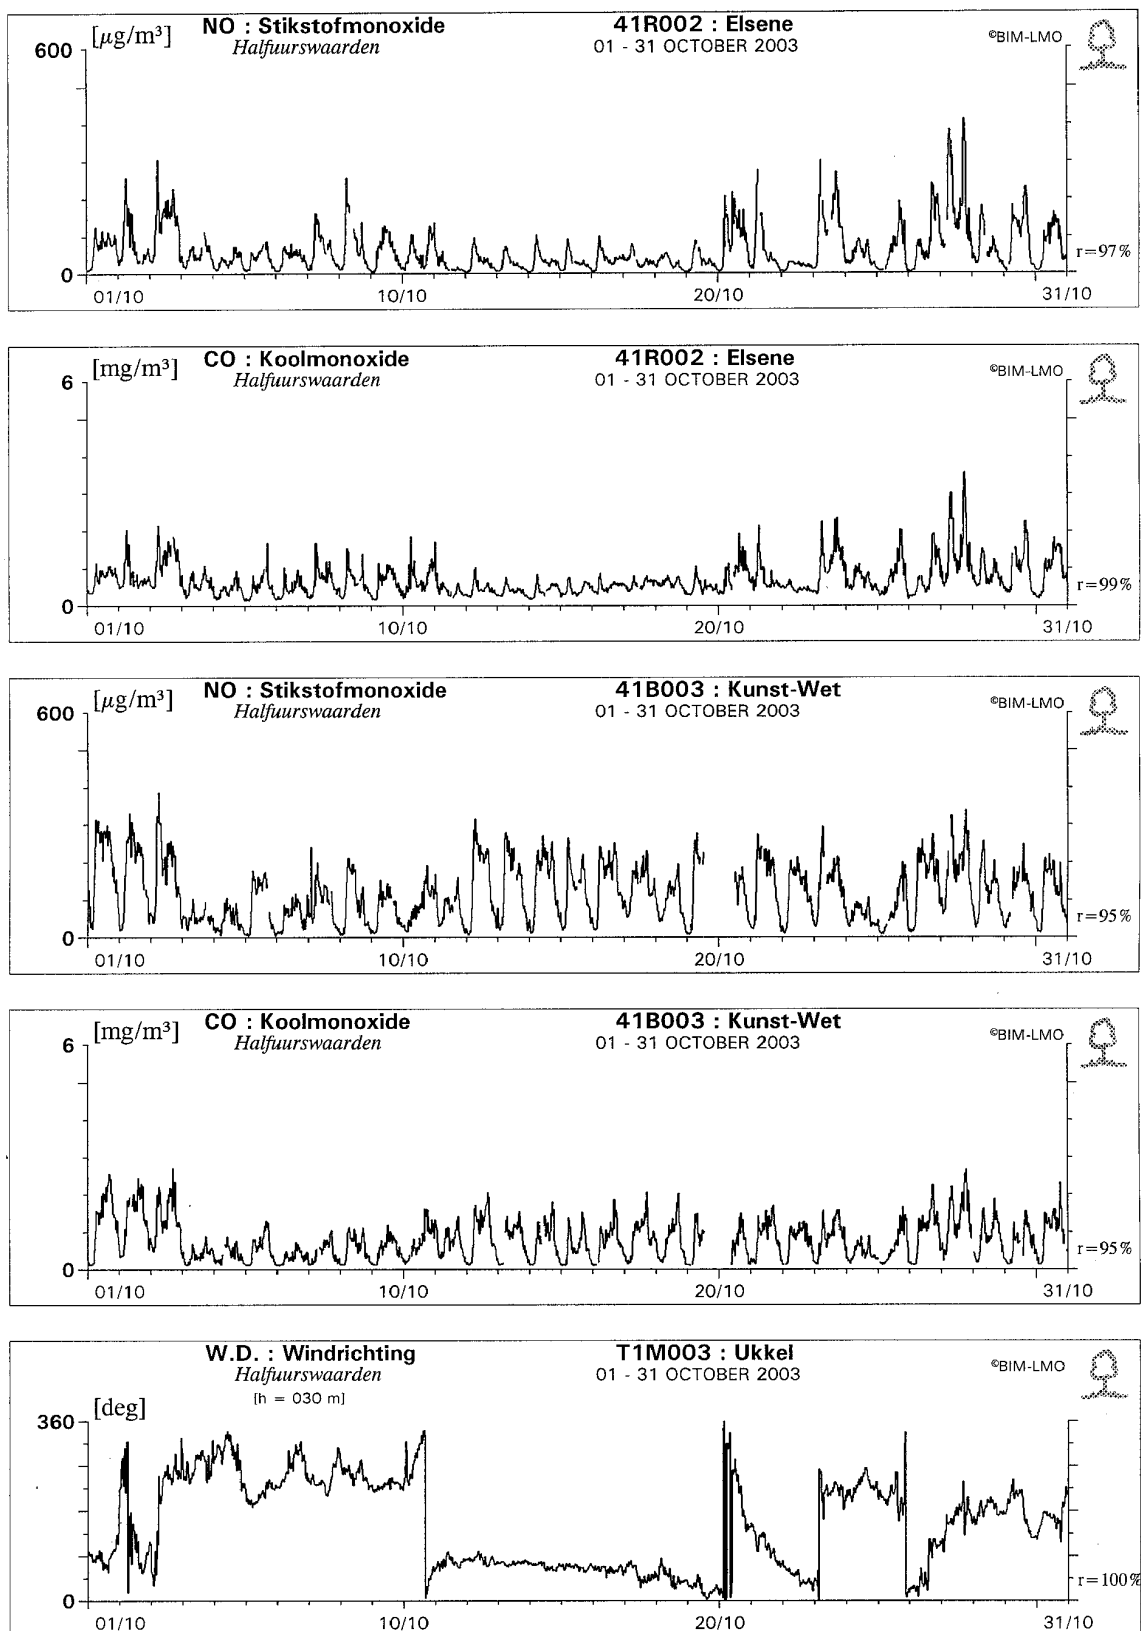 NO : Stikstofmonoxide 41R002 : Elsene
[μg/m³] Halfuurswaarden 01 - 31 OCTOBER 2003 ©BIM-LMO
600
0
r=97%
01/10 10/10 20/10 31/10
CO : Koolmonoxide 41R002 : Elsene
[mg/m³] Halfuurswaarden 01 - 31 OCTOBER 2003 ©BIM-LMO
6
0
r=99%
01/10 10/10 20/10 31/10
NO : Stikstofmonoxide 41B003 : Kunst-Wet
[μg/m³] Halfuurswaarden 01 - 31 OCTOBER 2003 ©BIM-LMO
600
0
r=95%
01/10 10/10 20/10 31/10
CO : Koolmonoxide 41B003 : Kunst-Wet
[mg/m³] Halfuurswaarden 01 - 31 OCTOBER 2003 ©BIM-LMO
6
0
r=95%
01/10 10/10 20/10 31/10
W.D. : Windrichting T1M003 : Ukkel
Halfuurswaarden 01 - 31 OCTOBER 2003 ©BIM-LMO
[h = 030 m]
[deg]
360
0
r=100%
01/10 10/10 20/10 31/10